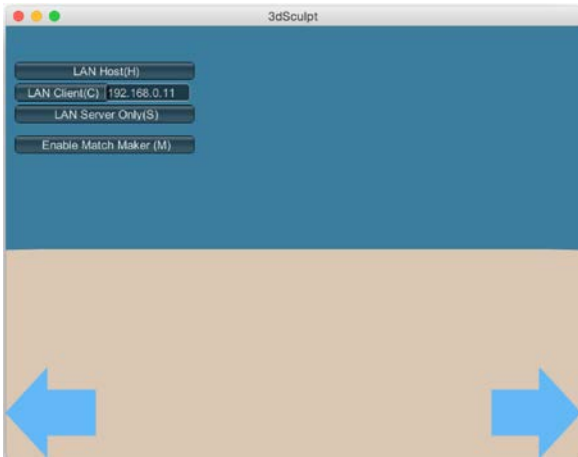 3dSculpt
LAN Host(H)
LAN Client(C) 192.168.0.11
LAN Server Only(S)
Enable Match Maker (M)